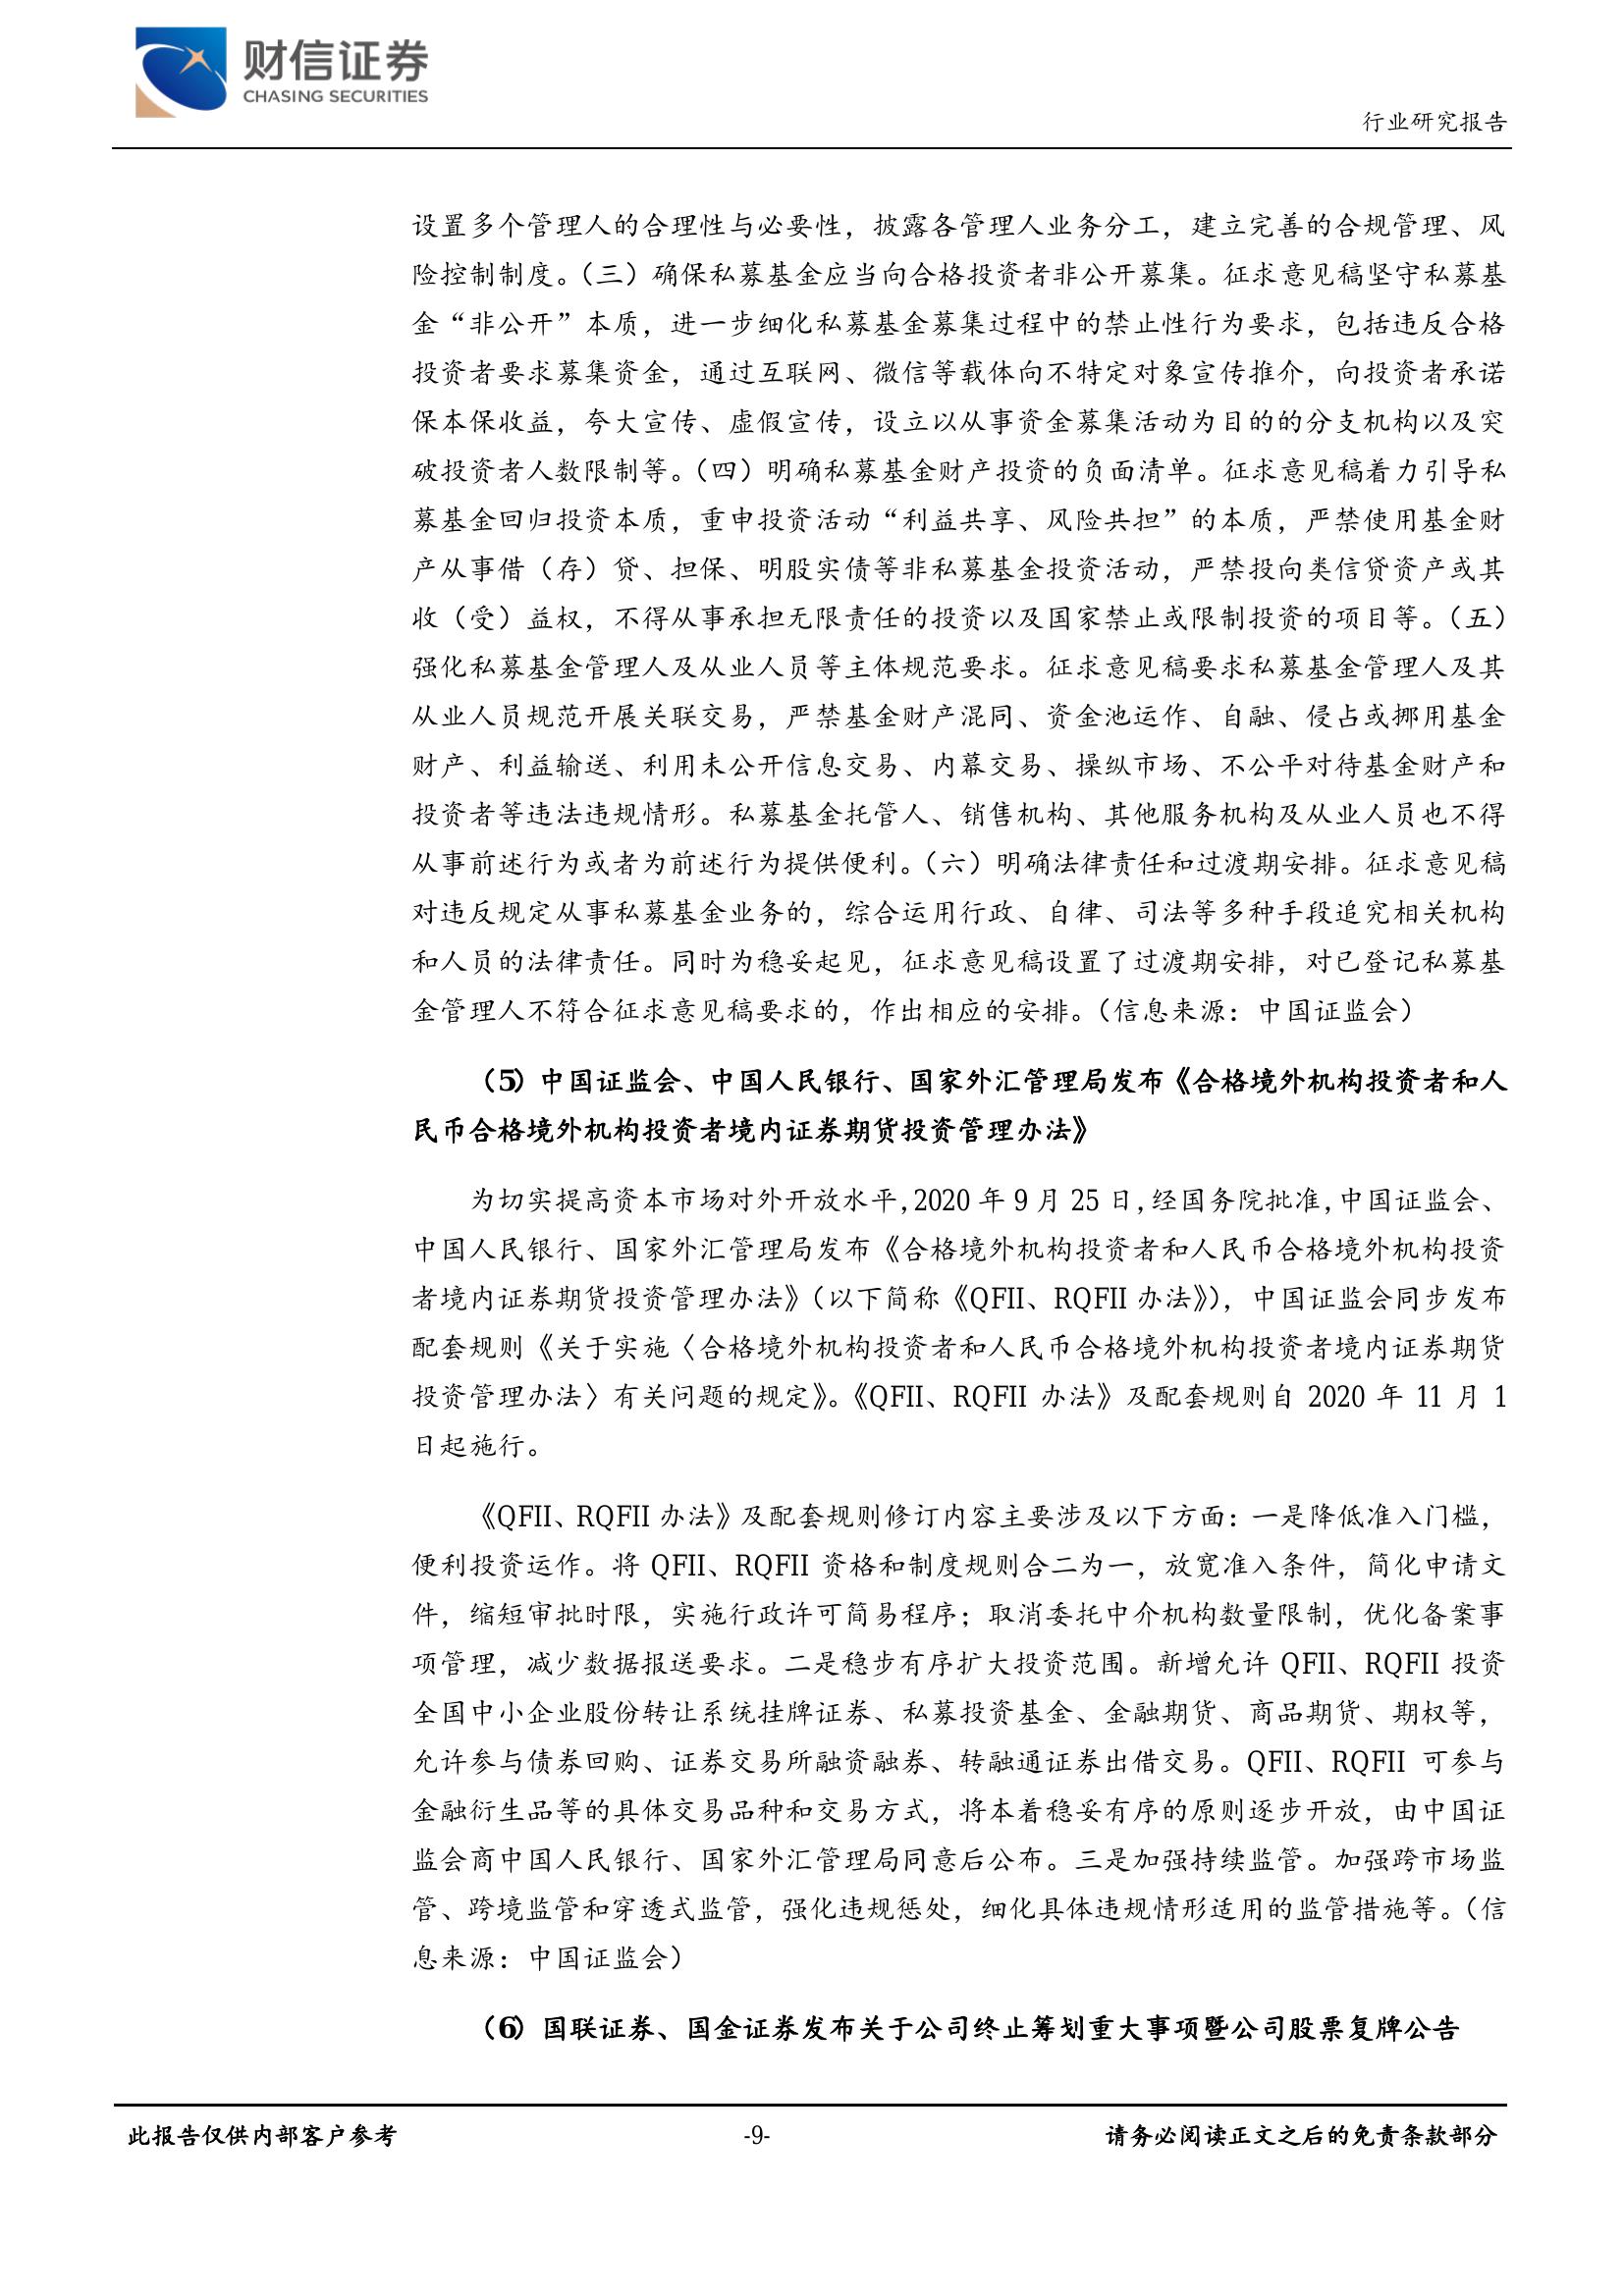 财信证券
CHASING SECURITIES
行业研究报告
设置多个管理人的合理性与必要性，披露各管理人业务分工，建立完善的合规管理、风
险控制制度。（三）确保私募基金应当向合格投资者非公开募集。征求意见稿坚守私募基
金“非公开”本质，进一步细化私募基金募集过程中的禁止性行为要求，包括违反合格
投资者要求募集资金，通过互联网、微信等载体向不特定对象宣传推介，向投资者承诺
保本保收益，夸大宣传、虚假宣传，设立以从事资金募集活动为目的的分支机构以及突
破投资者人数限制等。（四）明确私募基金财产投资的负面清单。征求意见稿着力引导私
募基金回归投资本质，重申投资活动“利益共享、风险共担”的本质，严禁使用基金财
产从事借（存）贷、担保、明股实债等非私募基金投资活动，严禁投向类信贷资产或其
收（受）益权，不得从事承担无限责任的投资以及国家禁止或限制投资的项目等。（五）
强化私募基金管理人及从业人员等主体规范要求。征求意见稿要求私募基金管理人及其
从业人员规范开展关联交易，严禁基金财产混同、资金池运作、自融、侵占或挪用基金
财产、利益输送、利用未公开信息交易、内幕交易、操纵市场、不公平对待基金财产和
投资者等违法违规情形。私募基金托管人、销售机构、其他服务机构及从业人员也不得
从事前述行为或者为前述行为提供便利。（六）明确法律责任和过渡期安排。征求意见稿
对违反规定从事私募基金业务的，综合运用行政、自律、司法等多种手段追究相关机构
和人员的法律责任。同时为稳妥起见，征求意见稿设置了过渡期安排，对已登记私募基
金管理人不符合征求意见稿要求的，作出相应的安排。（信息来源：中国证监会）
（5）中国证监会、中国人民银行、国家外汇管理局发布《合格境外机构投资者和人
民币合格境外机构投资者境内证券期货投资管理办法》
为切实提高资本市场对外开放水平，2020 年 9 月 25 日，经国务院批准，中国证监会、
中国人民银行、国家外汇管理局发布《合格境外机构投资者和人民币合格境外机构投资
者境内证券期货投资管理办法》（以下简称《QFII、RQFII 办法》），中国证监会同步发布
配套规则《关于实施〈合格境外机构投资者和人民币合格境外机构投资者境内证券期货
投资管理办法〉有关问题的规定》。《QFII、RQFII 办法》及配套规则自 2020 年 11 月 1
日起施行。
《QFII、RQFII 办法》及配套规则修订内容主要涉及以下方面：一是降低准入门槛，
便利投资运作。将 QFII、RQFII 资格和制度规则合二为一，放宽准入条件，简化申请文
件，缩短审批时限，实施行政许可简易程序；取消委托中介机构数量限制，优化备案事
项管理，减少数据报送要求。二是稳步有序扩大投资范围。新增允许 QFII、RQFII 投资
全国中小企业股份转让系统挂牌证券、私募投资基金、金融期货、商品期货、期权等，
允许参与债券回购、证券交易所融资融券、转融通证券出借交易。QFII、RQFII 可参与
金融衍生品等的具体交易品种和交易方式，将本着稳妥有序的原则逐步开放，由中国证
监会商中国人民银行、国家外汇管理局同意后公布。三是加强持续监管。加强跨市场监
管、跨境监管和穿透式监管，强化违规惩处，细化具体违规情形适用的监管措施等。（信
息来源：中国证监会）
（6）国联证券、国金证券发布关于公司终止筹划重大事项暨公司股票复牌公告
此报告仅供内部客户参考
-9-
请务必阅读正文之后的免责条款部分